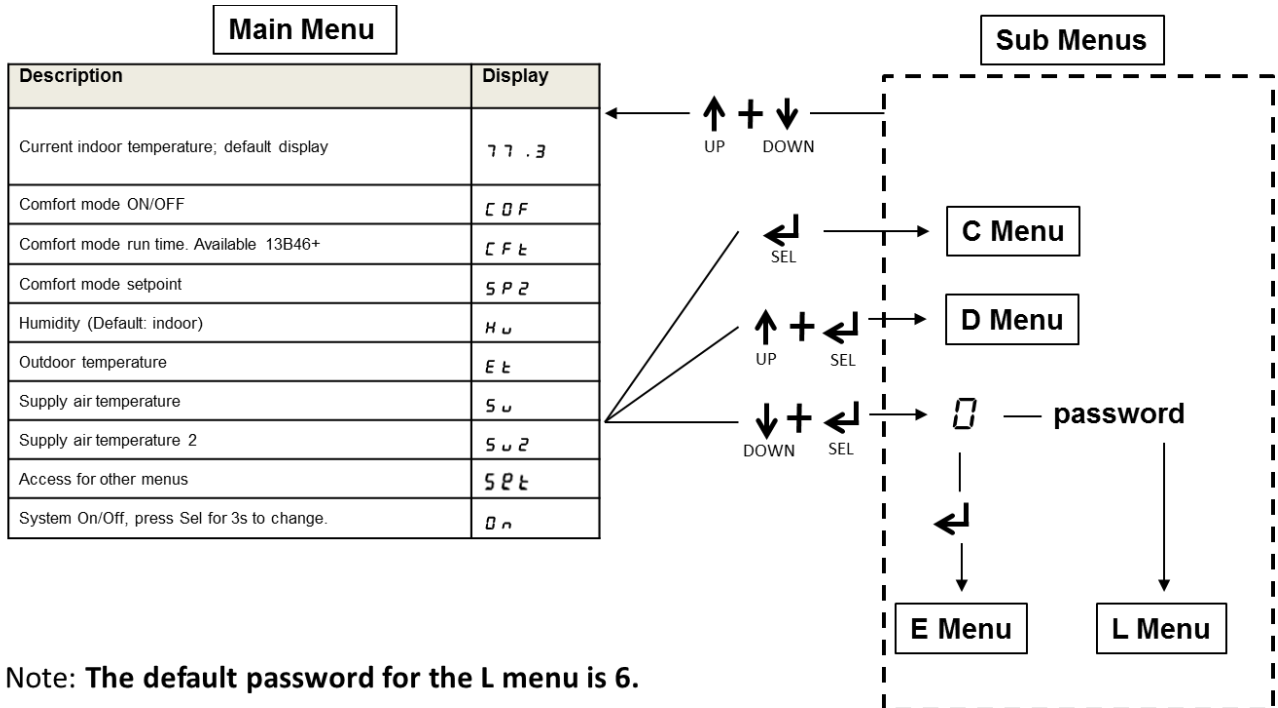 Main Menu
Sub Menus
Description Display
Current indoor temperature; default display 77.3
Comfort mode ON/OFF COF
Comfort mode run time. Available 13B46+ CFt
Comfort mode setpoint SP2
Humidity (Default: indoor) Hu
Outdoor temperature Et
Supply air temperature Su
Supply air temperature 2 Su2
Access for other menus Set
System On/Off, press Sel for 3s to change. On
↑ + ↓
UP DOWN
↵
SEL
C Menu
↑ + ↵
UP SEL
D Menu
↓ + ↵
DOWN SEL
0 password
↵
E Menu
L Menu
Note: The default password for the L menu is 6.